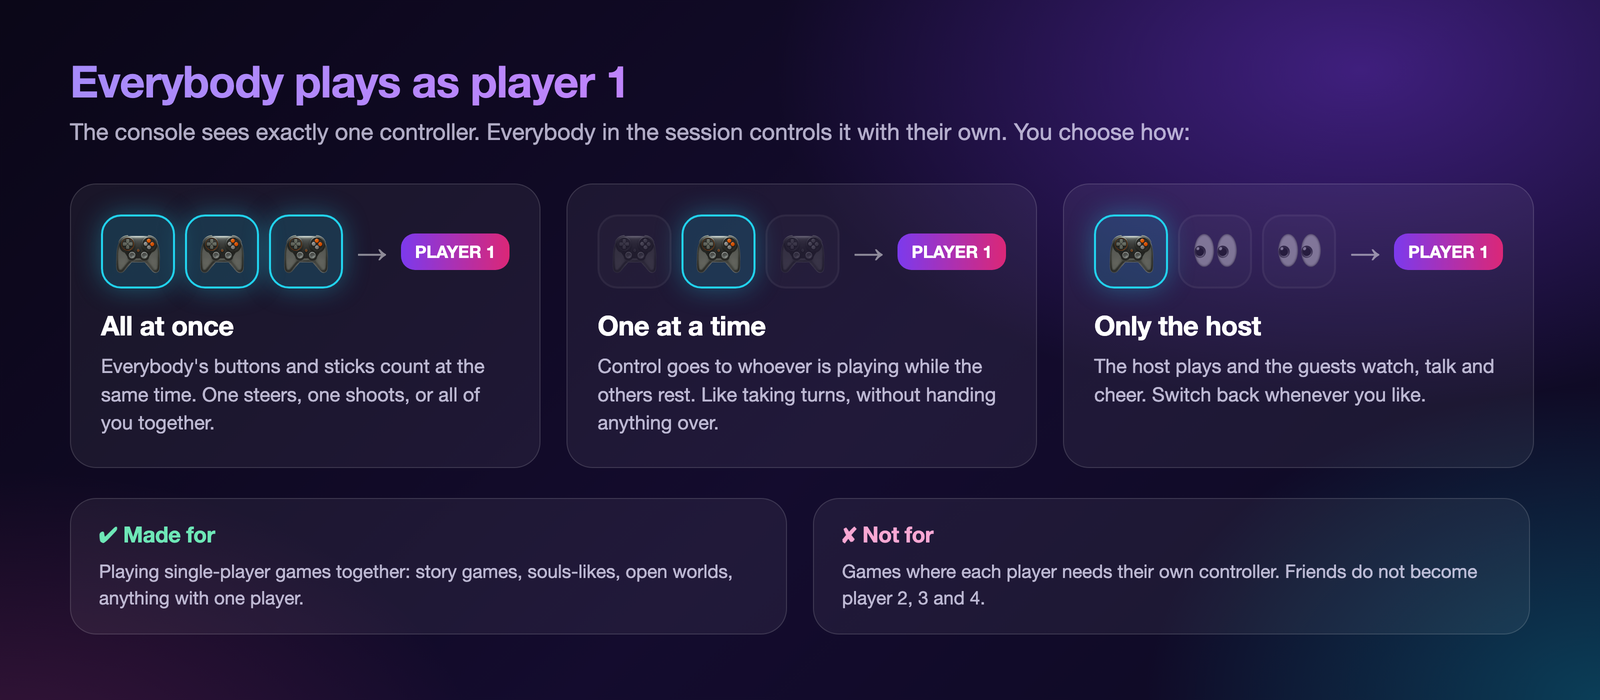 Everybody plays as player 1
The console sees exactly one controller. Everybody in the session controls it with their own. You choose how:
PLAYER 1
All at once
Everybody's buttons and sticks count at the
same time. One steers, one shoots, or all of
you together.
PLAYER 1
One at a time
Control goes to whoever is playing while the
others rest. Like taking turns, without handing
anything over.
PLAYER 1
Only the host
The host plays and the guests watch, talk and
cheer. Switch back whenever you like.
✔ Made for
Playing single-player games together: story games, souls-likes, open worlds,
anything with one player.
✘ Not for
Games where each player needs their own controller. Friends do not become
player 2, 3 and 4.